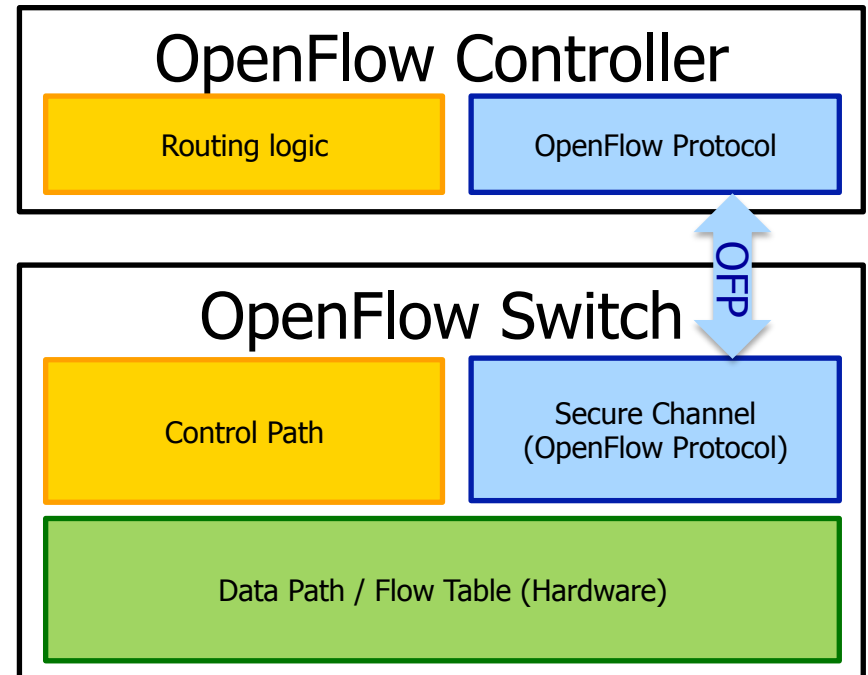 OpenFlow Controller
Routing logic
OpenFlow Protocol
OFP
OpenFlow Switch
Control Path
Secure Channel
(OpenFlow Protocol)
Data Path / Flow Table (Hardware)